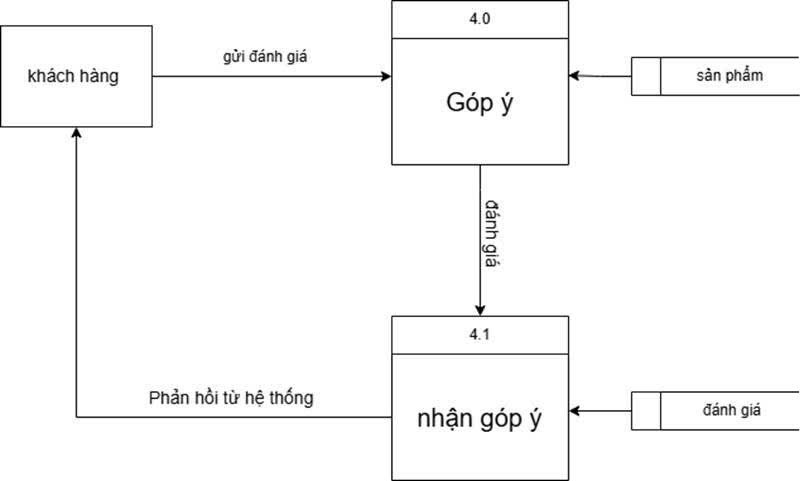 4.0
gửi đánh giá
khách hàng
sản phẩm
Góp ý
đánh giá
4.1
Phản hồi từ hệ thống
nhận góp ý
đánh giá